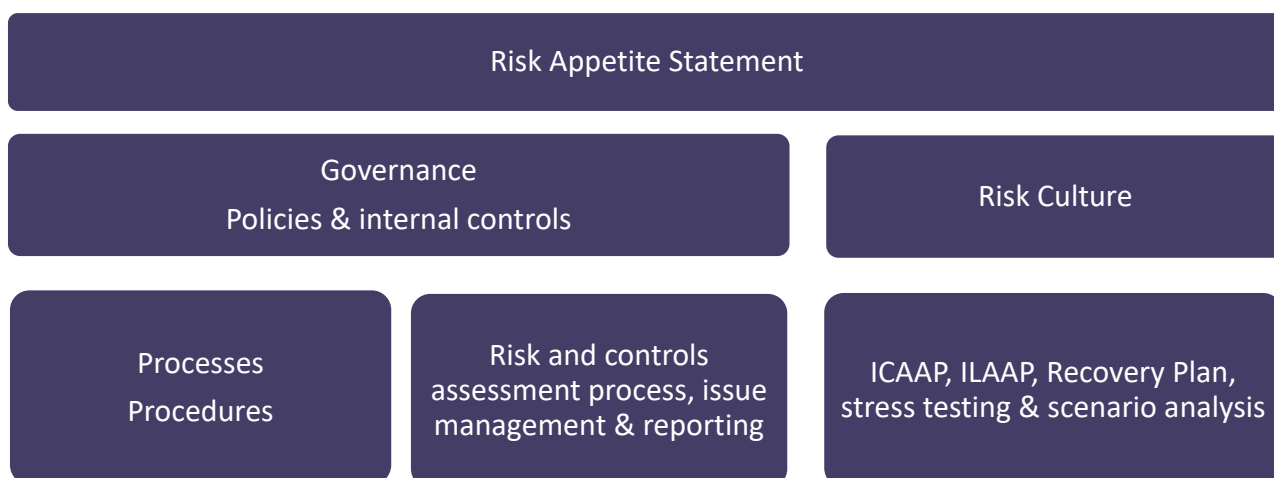 Risk Appetite Statement
Governance
Policies & internal controls
Risk Culture
Processes
Procedures
Risk and controls
assessment process, issue
management & reporting
ICAAP, ILAAP, Recovery Plan,
stress testing & scenario analysis